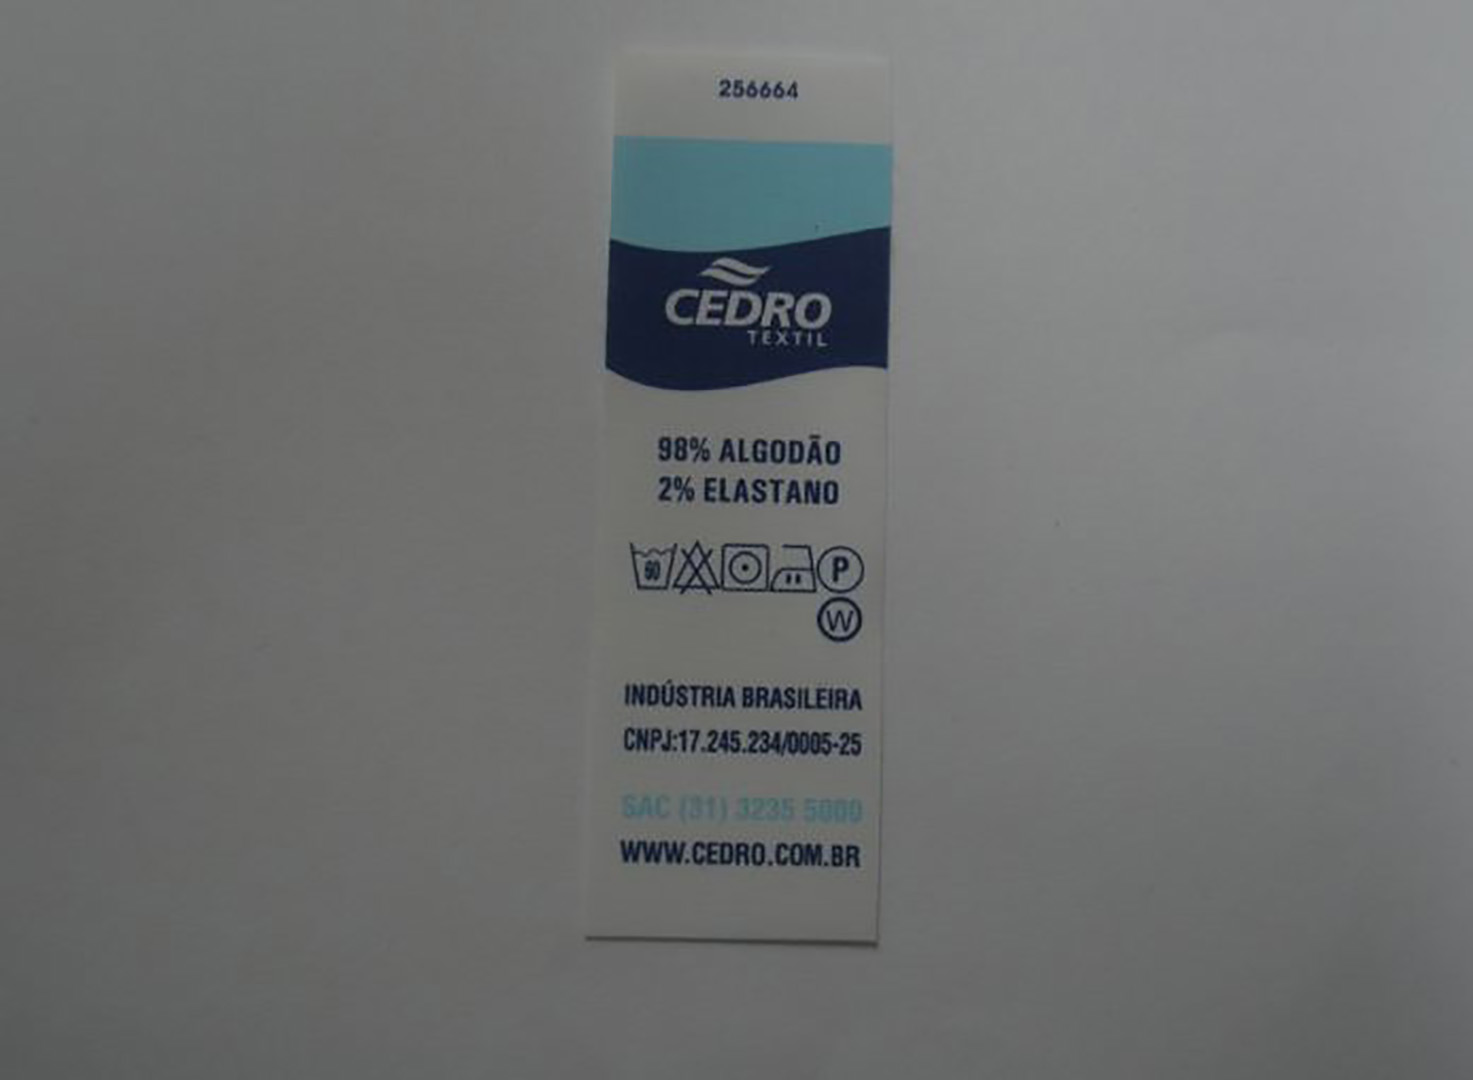 256664
CEDRO
TEXTIL
98% ALGODÃO
2% ELASTANO
60
P
W
INDÚSTRIA BRASILEIRA
CNPJ:17.245.234/0005-25
SAC (31) 3235 5000
WWW.CEDRO.COM.BR